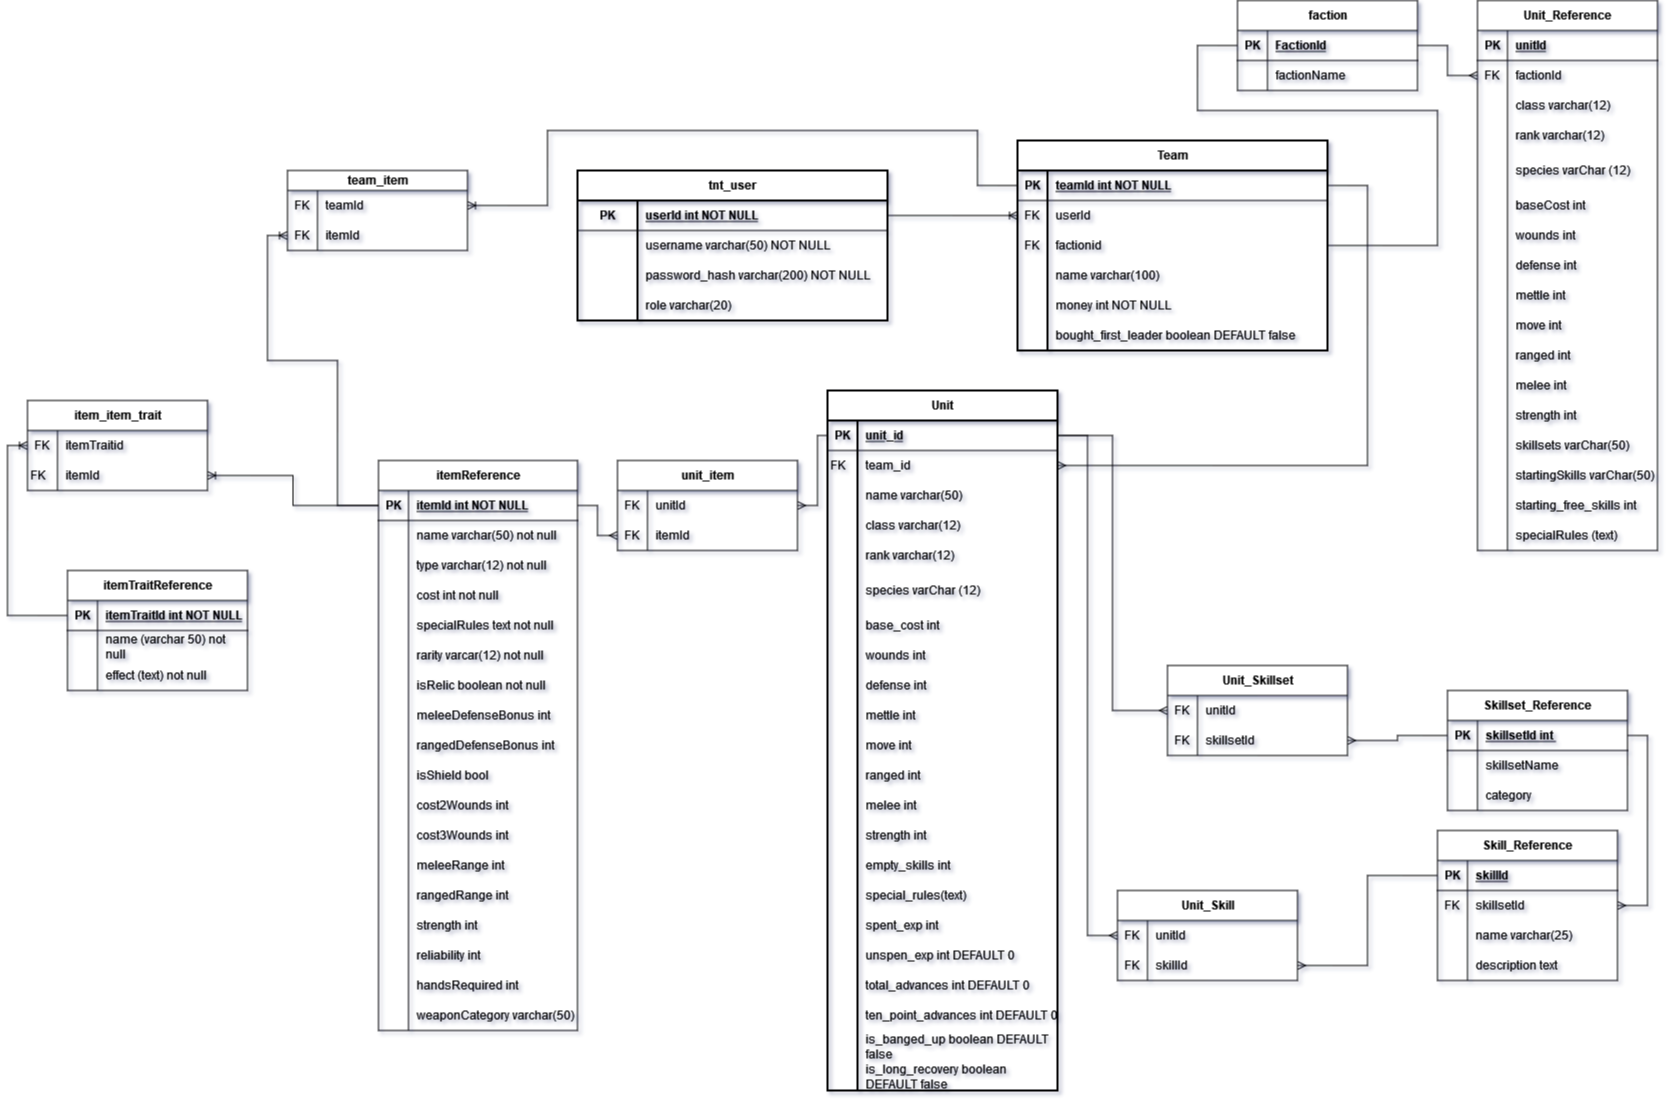 faction
PK FactionId
factionName
Unit_Reference
PK unitId
FK factionId
class varchar(12)
rank varchar(12)
species varChar (12)
baseCost int
wounds int
defense int
mettle int
move int
ranged int
melee int
strength int
skillsets varChar(50)
startingSkills varChar(50)
starting_free_skills int
specialRules (text)
team_item
FK teamId
FK itemId
tnt_user
PK userId int NOT NULL
username varchar(50) NOT NULL
password_hash varchar(200) NOT NULL
role varchar(20)
Team
PK teamId int NOT NULL
FK userId
FK factionid
name varchar(100)
money int NOT NULL
bought_first_leader boolean DEFAULT false
item_item_trait
FK itemTraitid
FK itemId
itemTraitReference
PK itemTraitId int NOT NULL
name (varchar 50) not
null
effect (text) not null
itemReference
PK itemId int NOT NULL
name varchar(50) not null
type varchar(12) not null
cost int not null
specialRules text not null
rarity varcar(12) not null
isRelic boolean not null
meleeDefenseBonus int
rangedDefenseBonus int
isShield bool
cost2Wounds int
cost3Wounds int
meleeRange int
rangedRange int
strength int
reliability int
handsRequired int
weaponCategory varchar(50)
unit_item
FK unitId
FK itemId
Unit
PK unit_id
FK team_id
name varchar(50)
class varchar(12)
rank varchar(12)
species varChar (12)
base_cost int
wounds int
defense int
mettle int
move int
ranged int
melee int
strength int
empty_skills int
special_rules(text)
spent_exp int
unspen_exp int DEFAULT 0
total_advances int DEFAULT 0
ten_point_advances int DEFAULT 0
is_banged_up boolean DEFAULT
false
is_long_recovery boolean
DEFAULT false
Unit_Skillset
FK unitId
FK skillsetId
Skillset_Reference
PK skillsetId int
skillsetName
category
Unit_Skill
FK unitId
FK skillId
Skill_Reference
PK skillId
FK skillsetId
name varchar(25)
description text